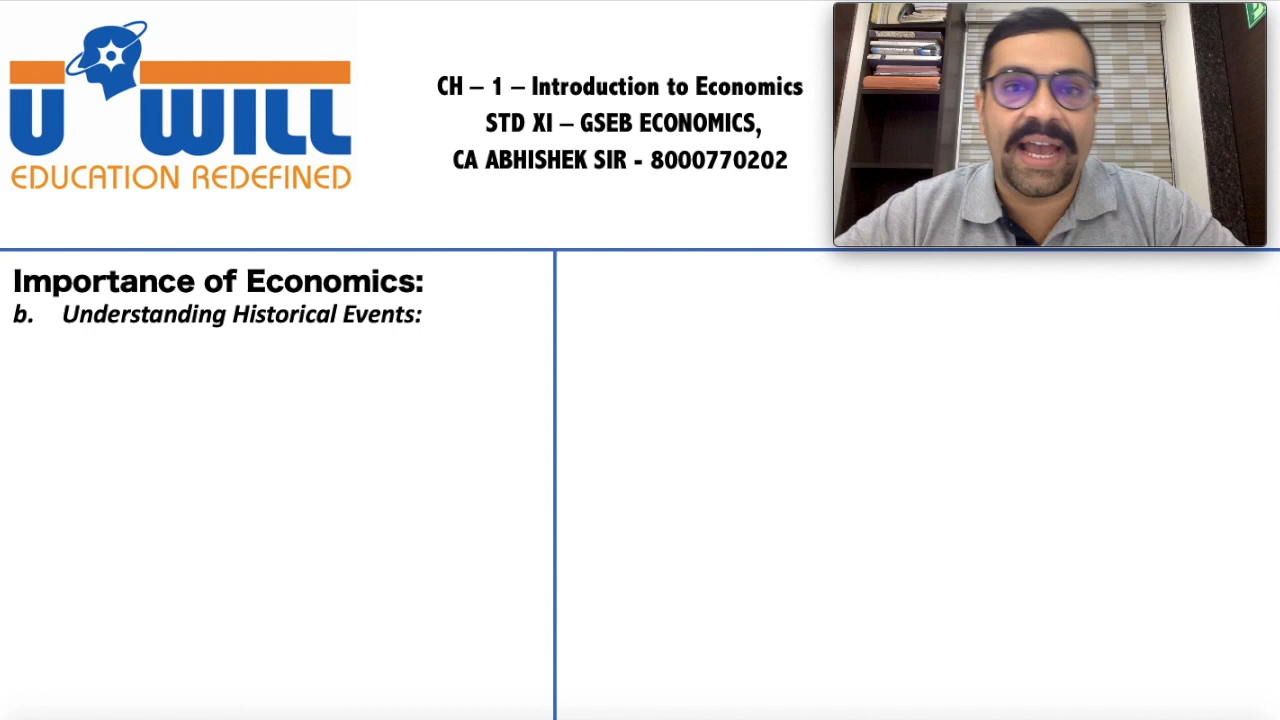 U WILL
EDUCATION REDEFINED
CH – 1 – Introduction to Economics
STD XI – GSEB ECONOMICS,
CA ABHISHEK SIR - 8000770202
Importance of Economics:
b. Understanding Historical Events: